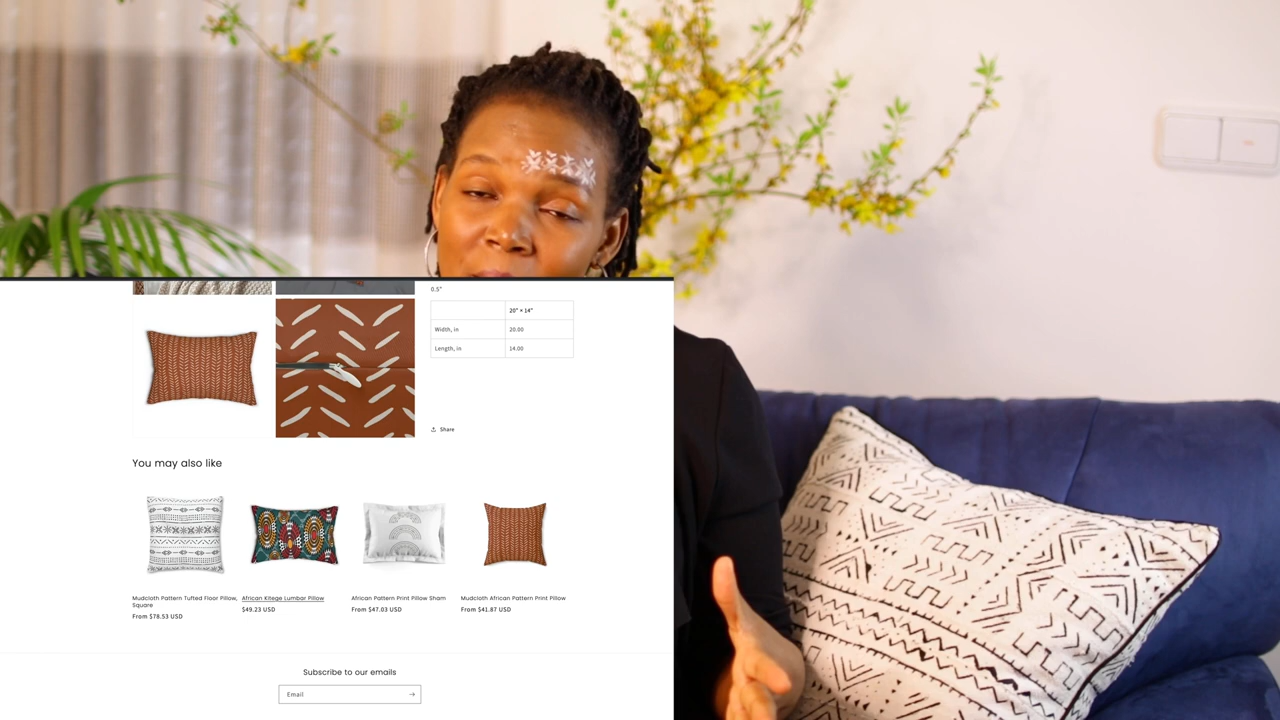 0.5"
20" × 14"
Width, in 20.00
Length, in 14.00
Share
You may also like
Mudcloth Pattern Tufted Floor Pillow, Square
From $78.53 USD
African Kitege Lumbar Pillow
$49.23 USD
African Pattern Print Pillow Sham
From $47.03 USD
Mudcloth African Pattern Print Pillow
From $41.87 USD
Subscribe to our emails
Email